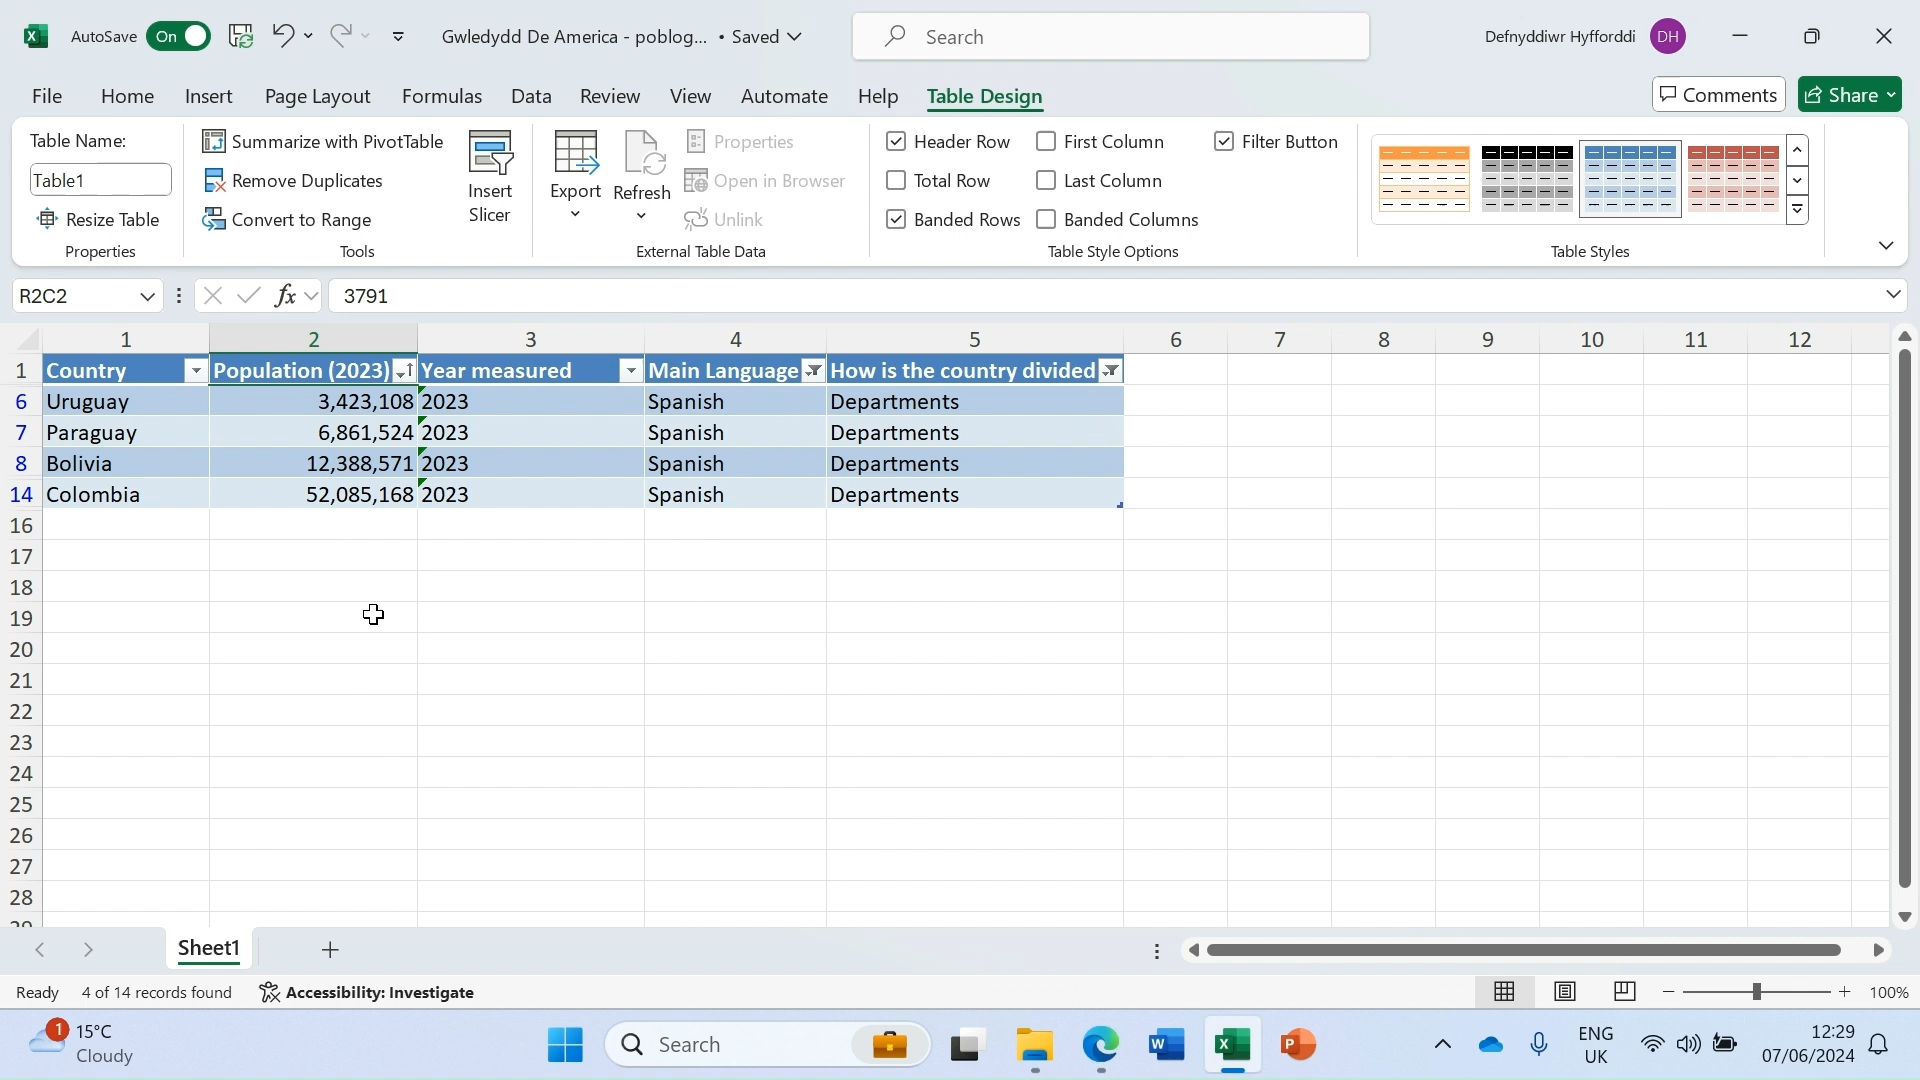 AutoSave On Gwledydd De America - poblog... • Saved Search Defnyddiwr Hyfforddi DH
File Home Insert Page Layout Formulas Data Review View Automate Help Table Design Comments Share
Table Name:
Table1
Resize Table
Properties
Summarize with PivotTable
Remove Duplicates
Convert to Range
Tools
Insert
Slicer
Export
Refresh
Properties
Open in Browser
Unlink
External Table Data
Header Row First Column Filter Button
Total Row Last Column
Banded Rows Banded Columns
Table Style Options
Table Styles
R2C2 fx 3791
1 2 3 4 5 6 7 8 9 10 11 12
1 Country Population (2023) Year measured Main Language How is the country divided
6 Uruguay 3,423,108 2023 Spanish Departments
7 Paraguay 6,861,524 2023 Spanish Departments
8 Bolivia 12,388,571 2023 Spanish Departments
14 Colombia 52,085,168 2023 Spanish Departments
16
17
18
19
20
21
22
23
24
25
26
27
28
29
Sheet1
Ready 4 of 14 records found Accessibility: Investigate 100%
1 15°C
Cloudy
Search
ENG
UK
12:29
07/06/2024